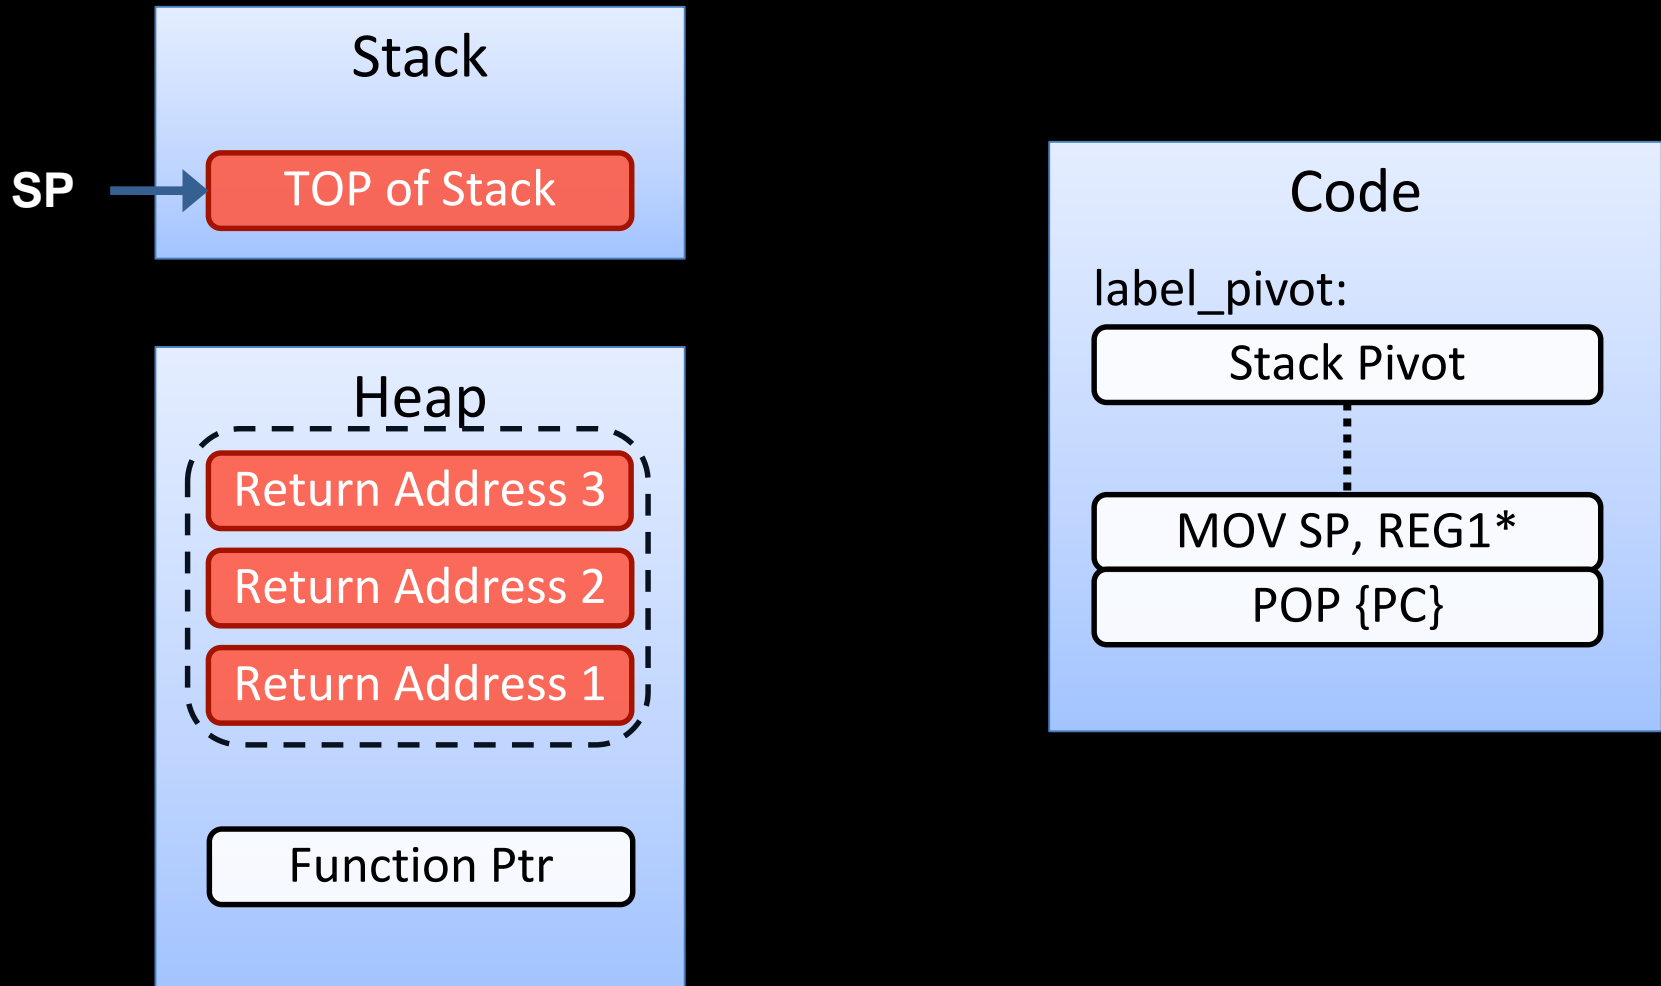 Stack
SP
TOP of Stack
Heap
Return Address 3
Return Address 2
Return Address 1
Function Ptr
Code
label_pivot:
Stack Pivot
MOV SP, REG1*
POP {PC}